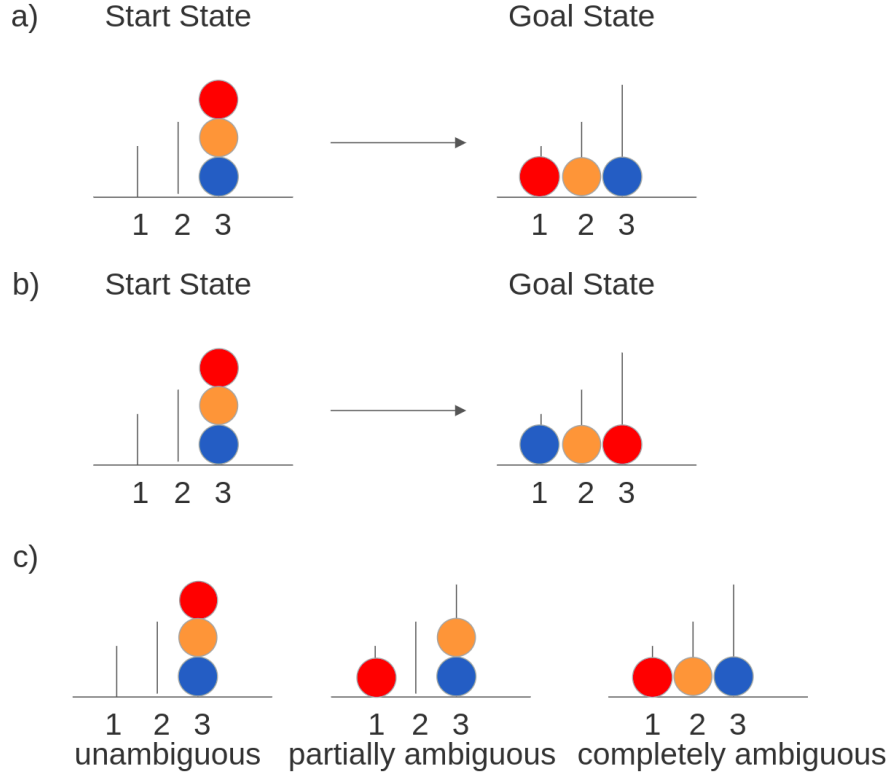 a) Start State Goal State
1 2 3 1 2 3
b) Start State Goal State
1 2 3 1 2 3
c)
1 2 3 1 2 3 1 2 3
unambiguous partially ambiguous completely ambiguous